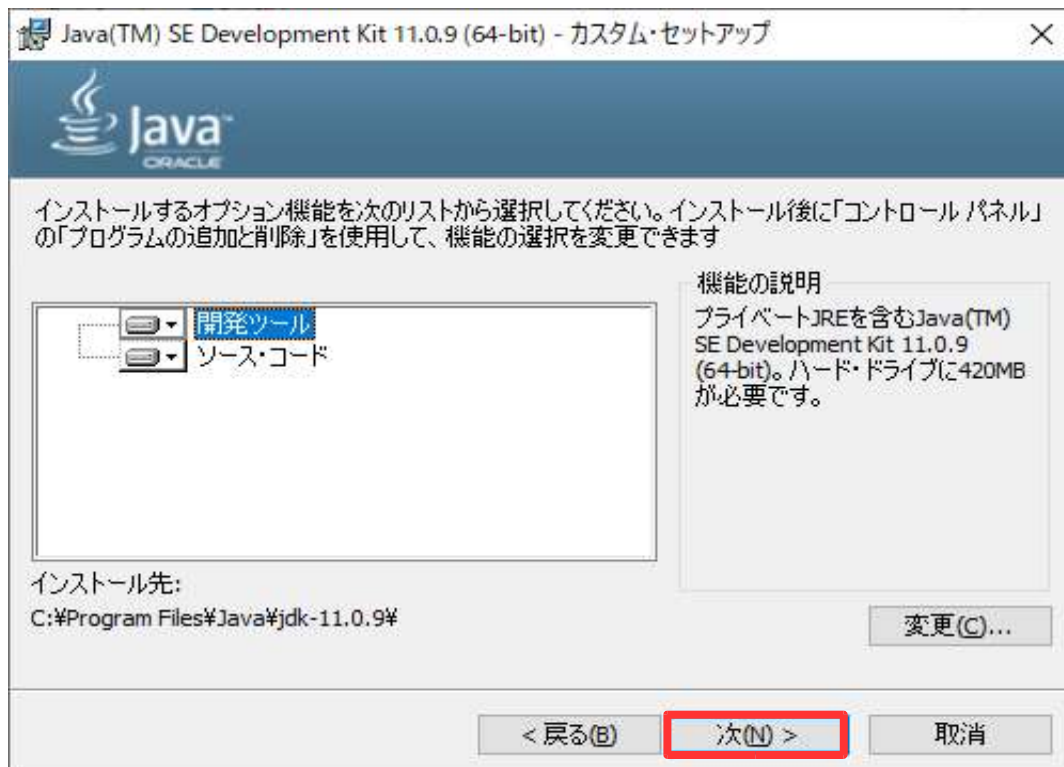 Java(TM) SE Development Kit 11.0.9 (64-bit) - カスタム・セットアップ
Java™
ORACLE
インストールするオプション機能を次のリストから選択してください。インストール後に「コントロール パネル」
の「プログラムの追加と削除」を使用して、機能の選択を変更できます
開発ツール
ソース・コード
機能の説明
プライベートJREを含むJava(TM)
SE Development Kit 11.0.9
(64-bit)。ハード・ドライブに420MB
が必要です。
インストール先:
C:¥Program Files¥Java¥jdk-11.0.9¥
変更(C)...
< 戻る(B)
次(N) >
取消